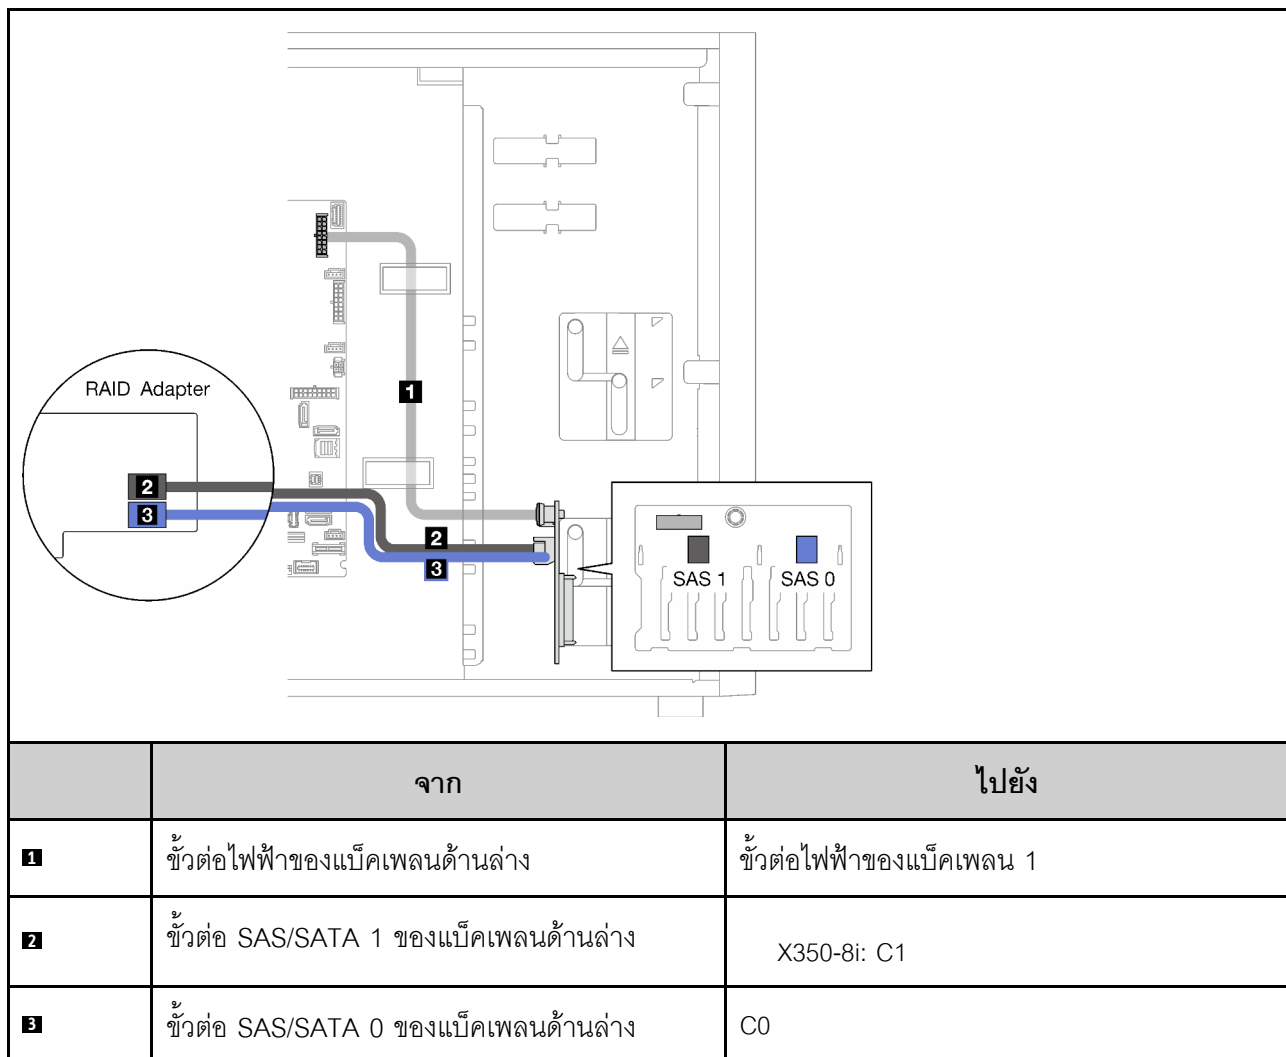 RAID Adapter
1
2
3
2
3
SAS 1 SAS 0
จาก ไปยัง
1 ขั้วต่อไฟฟ้าของแบ็คเพลนด้านล่าง ขั้วต่อไฟฟ้าของแบ็คเพลน 1
2 ขั้วต่อ SAS/SATA 1 ของแบ็คเพลนด้านล่าง X350-8i: C1
3 ขั้วต่อ SAS/SATA 0 ของแบ็คเพลนด้านล่าง C0